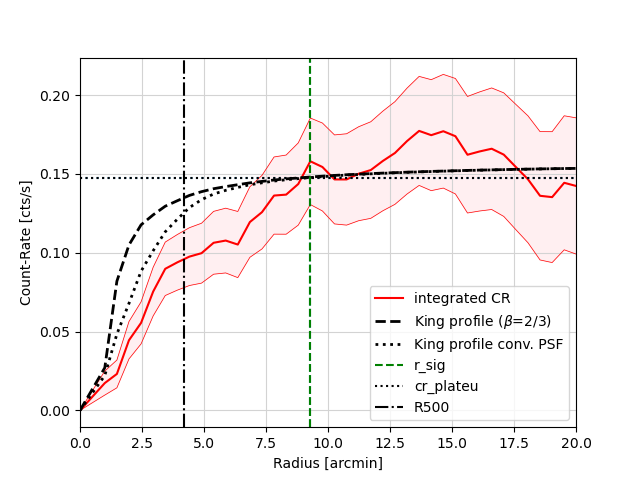 0.20
0.15
0.10
0.05
0.00
Count-Rate [cts/s]
integrated CR
King profile (β=2/3)
King profile conv. PSF
r_sig
cr_plateu
R500
0.0 2.5 5.0 7.5 10.0 12.5 15.0 17.5 20.0
Radius [arcmin]